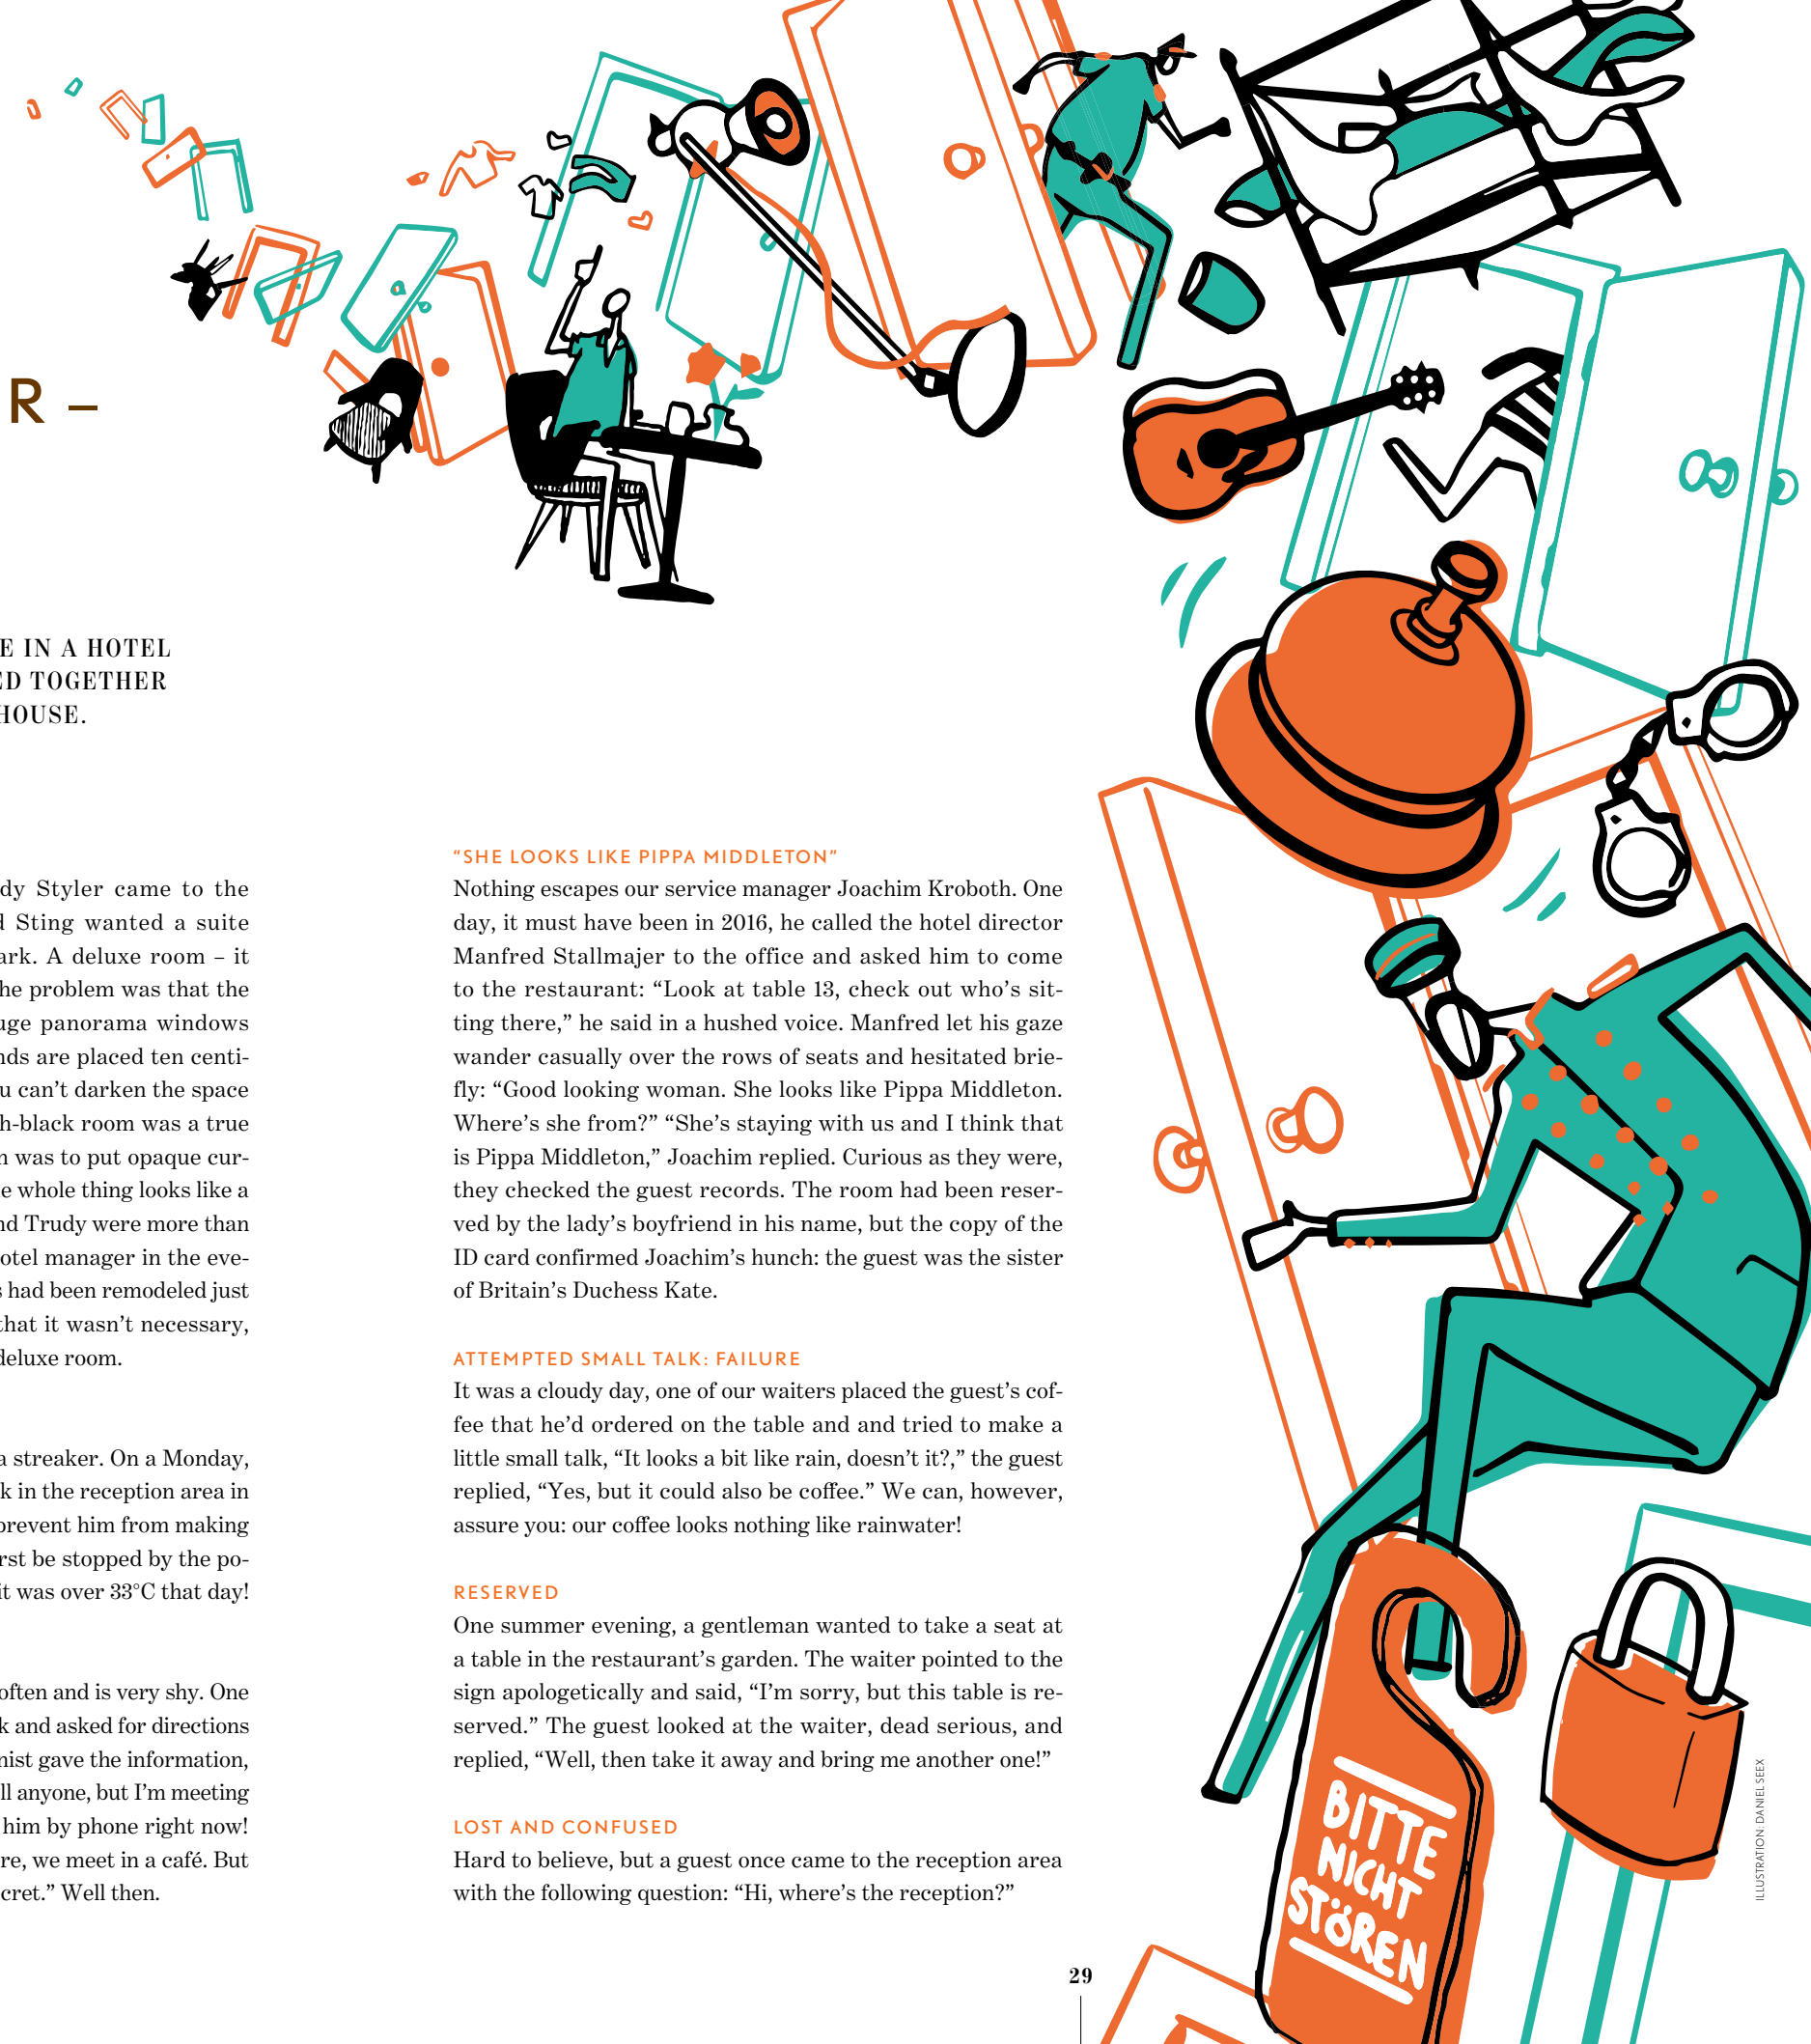 R –
E IN A HOTEL
ED TOGETHER
HOUSE.
dy Styler came to the
d Sting wanted a suite
ark. A deluxe room – it
he problem was that the
uge panorama windows
nds are placed ten centi-
u can’t darken the space
h-black room was a true
n was to put opaque cur-
e whole thing looks like a
nd Trudy were more than
otel manager in the eve-
s had been remodeled just
that it wasn’t necessary,
deluxe room.
a streaker. On a Monday,
k in the reception area in
prevent him from making
rst be stopped by the po-
it was over 33°C that day!
often and is very shy. One
k and asked for directions
nist gave the information,
ll anyone, but I’m meeting
him by phone right now!
re, we meet in a café. But
cret.” Well then.
“SHE LOOKS LIKE PIPPA MIDDLETON”
Nothing escapes our service manager Joachim Kroboth. One
day, it must have been in 2016, he called the hotel director
Manfred Stallmajer to the office and asked him to come
to the restaurant: “Look at table 13, check out who’s sit-
ting there,” he said in a hushed voice. Manfred let his gaze
wander casually over the rows of seats and hesitated brie-
fly: “Good looking woman. She looks like Pippa Middleton.
Where’s she from?” “She’s staying with us and I think that
is Pippa Middleton,” Joachim replied. Curious as they were,
they checked the guest records. The room had been reser-
ved by the lady’s boyfriend in his name, but the copy of the
ID card confirmed Joachim’s hunch: the guest was the sister
of Britain’s Duchess Kate.
ATTEMPTED SMALL TALK: FAILURE
It was a cloudy day, one of our waiters placed the guest’s cof-
fee that he’d ordered on the table and and tried to make a
little small talk, “It looks a bit like rain, doesn’t it?,” the guest
replied, “Yes, but it could also be coffee.” We can, however,
assure you: our coffee looks nothing like rainwater!
RESERVED
One summer evening, a gentleman wanted to take a seat at
a table in the restaurant’s garden. The waiter pointed to the
sign apologetically and said, “I’m sorry, but this table is re-
served.” The guest looked at the waiter, dead serious, and
replied, “Well, then take it away and bring me another one!”
LOST AND CONFUSED
Hard to believe, but a guest once came to the reception area
with the following question: “Hi, where’s the reception?”
BITTE
NICHT
STÖREN
ILLUSTRATION: DANIEL SEEX
29